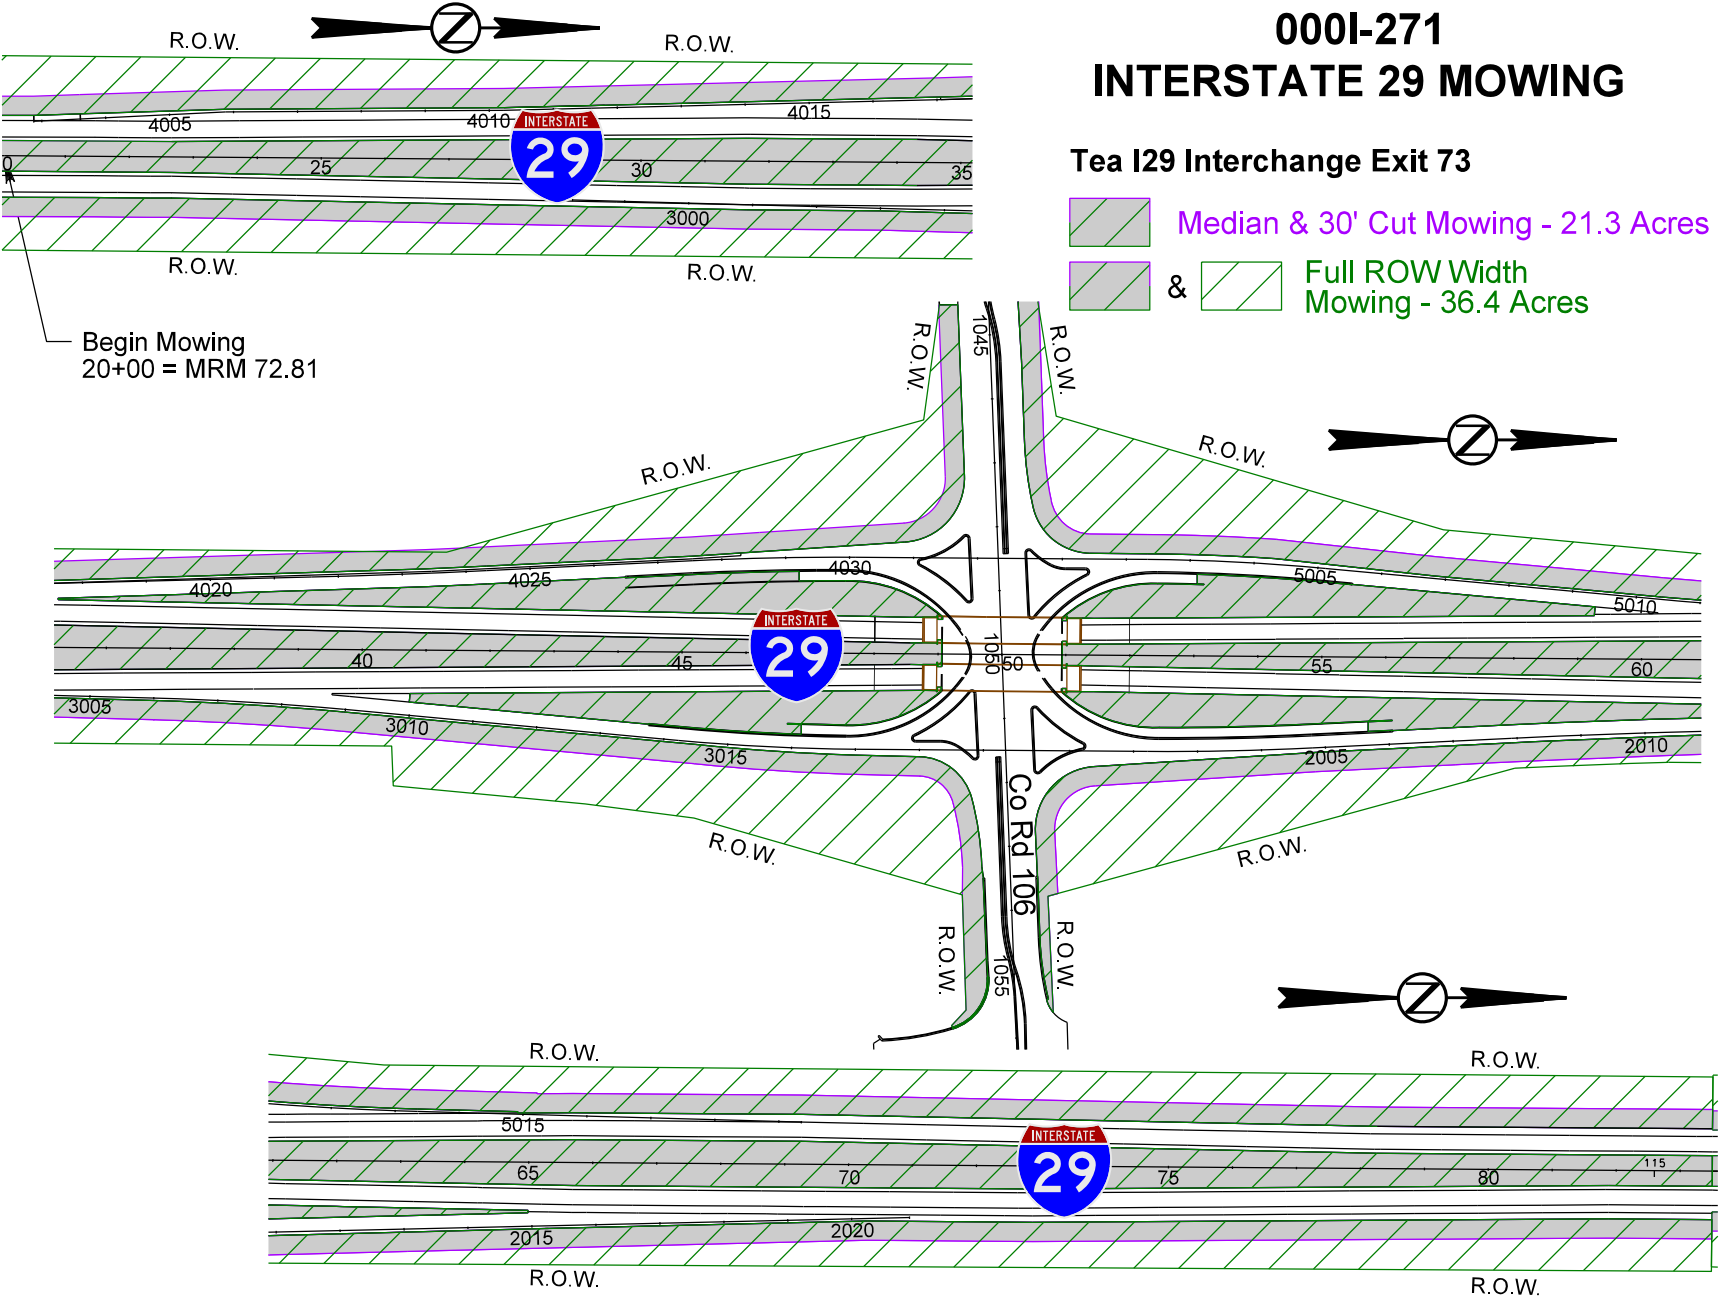 000I-271
INTERSTATE 29 MOWING
Tea I29 Interchange Exit 73
Median & 30' Cut Mowing - 21.3 Acres
&
Full ROW Width
Mowing - 36.4 Acres
Z
R.O.W.
R.O.W.
4005
4010
4015
INTERSTATE
29
0
25
30
35
3000
R.O.W.
R.O.W.
Begin Mowing
20+00 = MRM 72.81
R.O.W.
1045
R.O.W.
Z
R.O.W.
R.O.W.
4020
4025
4030
5005
5010
INTERSTATE
29
40
45
1050
50
55
60
3005
3010
3015
2005
2010
Co Rd 106
R.O.W.
R.O.W.
R.O.W.
1055
R.O.W.
Z
R.O.W.
R.O.W.
5015
INTERSTATE
29
65
70
75
80
115
2015
2020
R.O.W.
R.O.W.